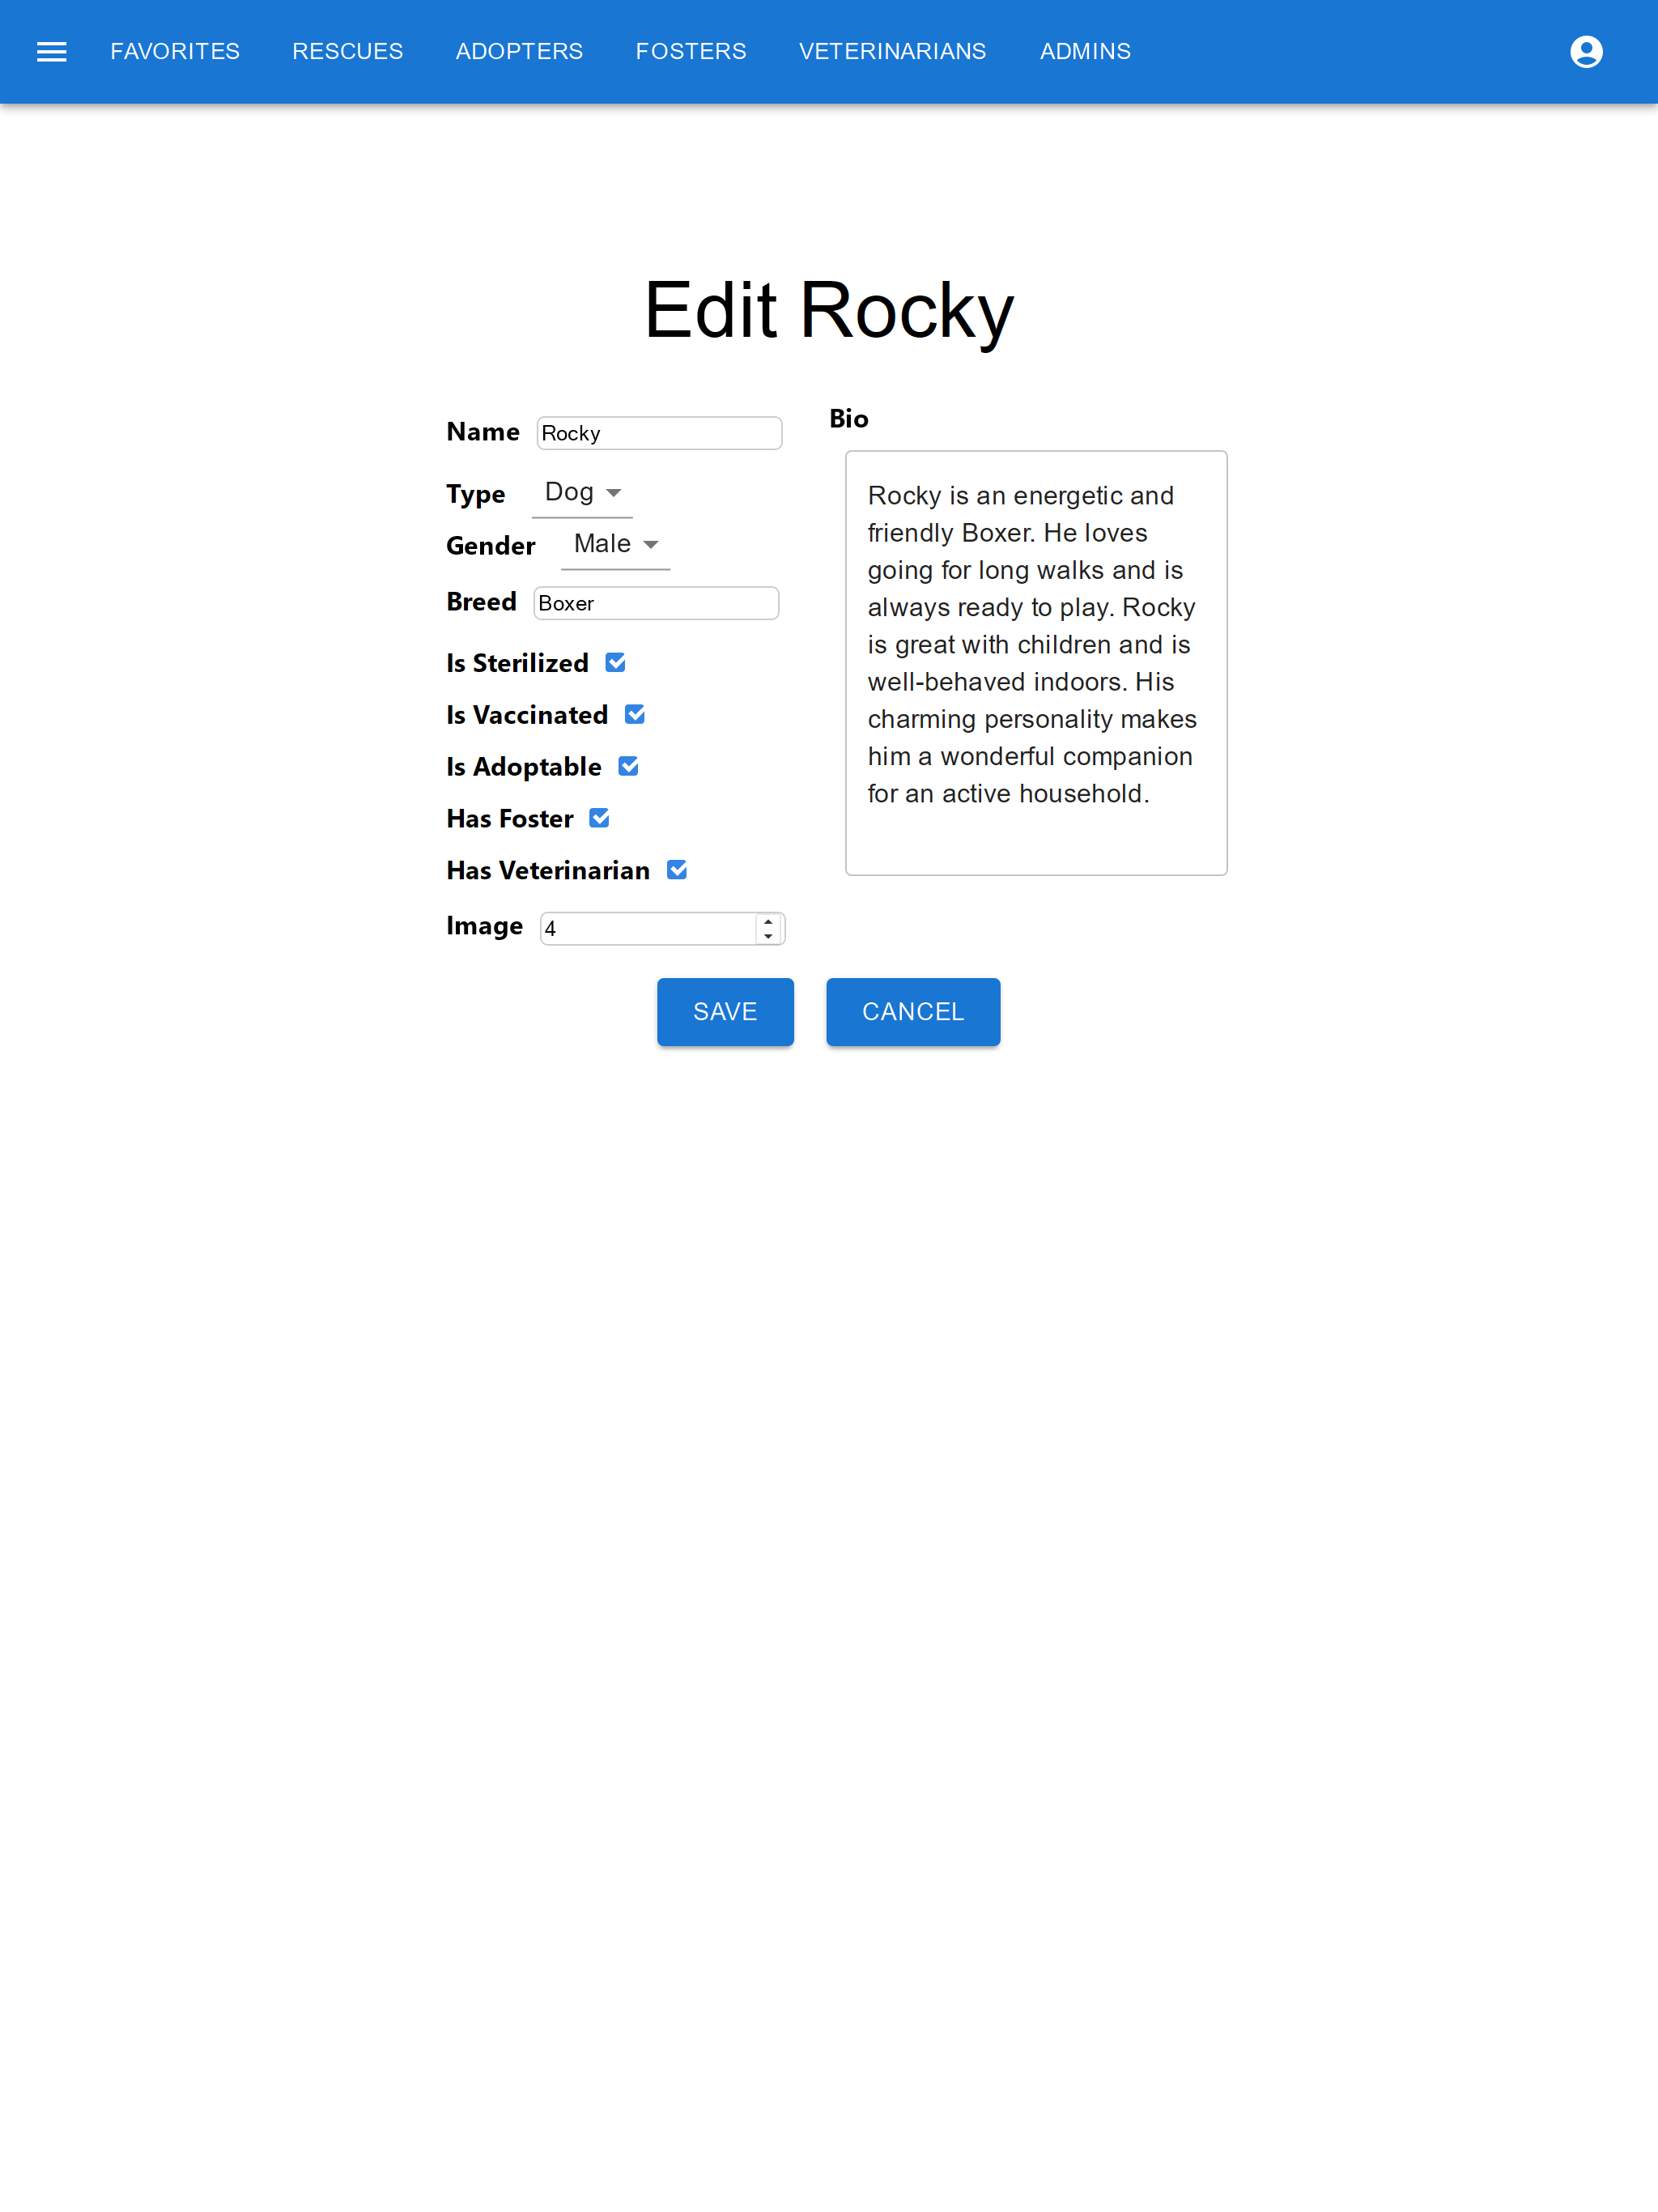 FAVORITES RESCUES ADOPTERS FOSTERS VETERINARIANS ADMINS
Edit Rocky
Name Rocky
Type Dog
Gender Male
Breed Boxer
Is Sterilized
Is Vaccinated
Is Adoptable
Has Foster
Has Veterinarian
Image 4
Bio
Rocky is an energetic and
friendly Boxer. He loves
going for long walks and is
always ready to play. Rocky
is great with children and is
well-behaved indoors. His
charming personality makes
him a wonderful companion
for an active household.
SAVE CANCEL